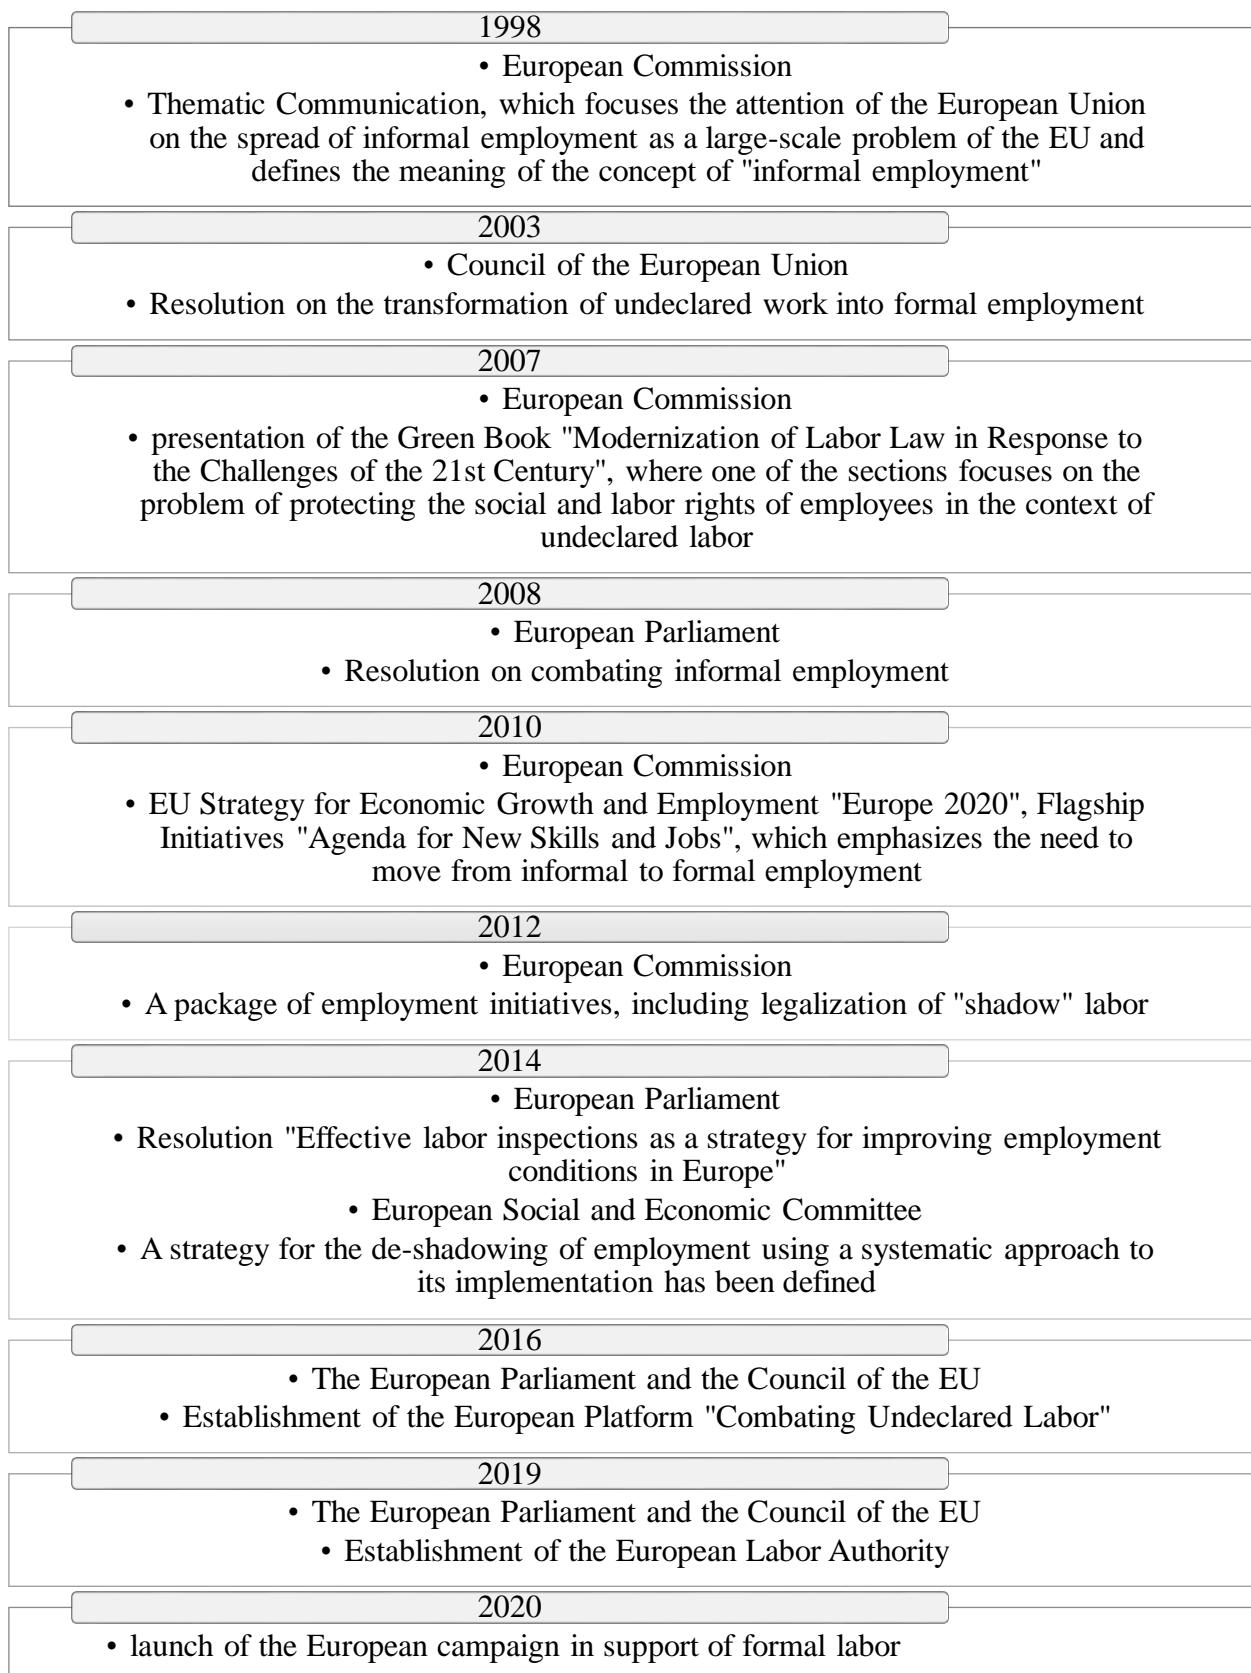 1998
• European Commission
• Thematic Communication, which focuses the attention of the European Union
on the spread of informal employment as a large-scale problem of the EU and
defines the meaning of the concept of "informal employment"
2003
• Council of the European Union
• Resolution on the transformation of undeclared work into formal employment
2007
• European Commission
• presentation of the Green Book "Modernization of Labor Law in Response to
the Challenges of the 21st Century", where one of the sections focuses on the
problem of protecting the social and labor rights of employees in the context of
undeclared labor
2008
• European Parliament
• Resolution on combating informal employment
2010
• European Commission
• EU Strategy for Economic Growth and Employment "Europe 2020", Flagship
Initiatives "Agenda for New Skills and Jobs", which emphasizes the need to
move from informal to formal employment
2012
• European Commission
• A package of employment initiatives, including legalization of "shadow" labor
2014
• European Parliament
• Resolution "Effective labor inspections as a strategy for improving employment
conditions in Europe"
• European Social and Economic Committee
• A strategy for the de-shadowing of employment using a systematic approach to
its implementation has been defined
2016
• The European Parliament and the Council of the EU
• Establishment of the European Platform "Combating Undeclared Labor"
2019
• The European Parliament and the Council of the EU
• Establishment of the European Labor Authority
2020
• launch of the European campaign in support of formal labor